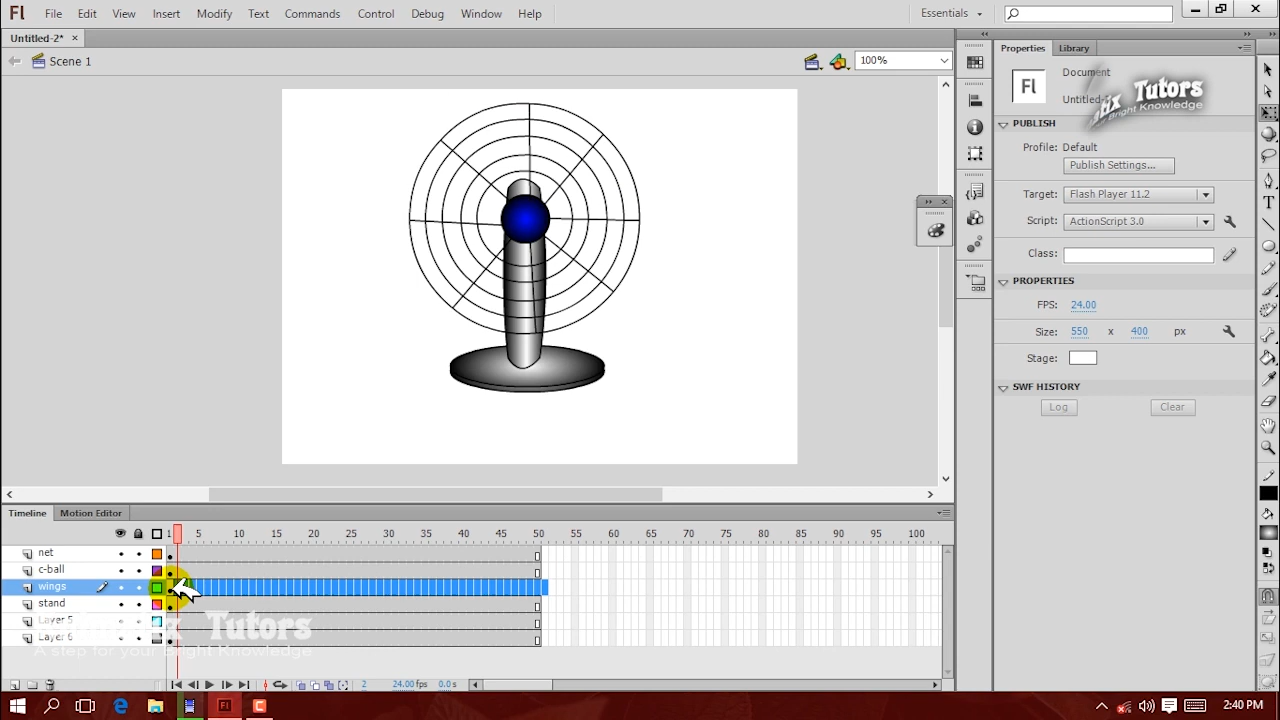 Fl File Edit View Insert Modify Text Commands Control Debug Window Help Essentials
Untitled-2*
Scene 1
100%
Properties Library
Fl Document
Untitled-
Tutors
Bright Knowledge
PUBLISH
Profile: Default
Publish Settings...
Target: Flash Player 11.2
Script: ActionScript 3.0
Class:
PROPERTIES
FPS: 24.00
Size: 550 x 400 px
Stage:
SWF HISTORY
Log Clear
Timeline Motion Editor
1 5 10 15 20 25 30 35 40 45 50 55 60 65 70 75 80 85 90 95 100
net
c-ball
wings
stand
Layer 5
Layer 6
Tutors
A step for your Bright Knowledge
2 24.00 fps 0.0 s
2:40 PM